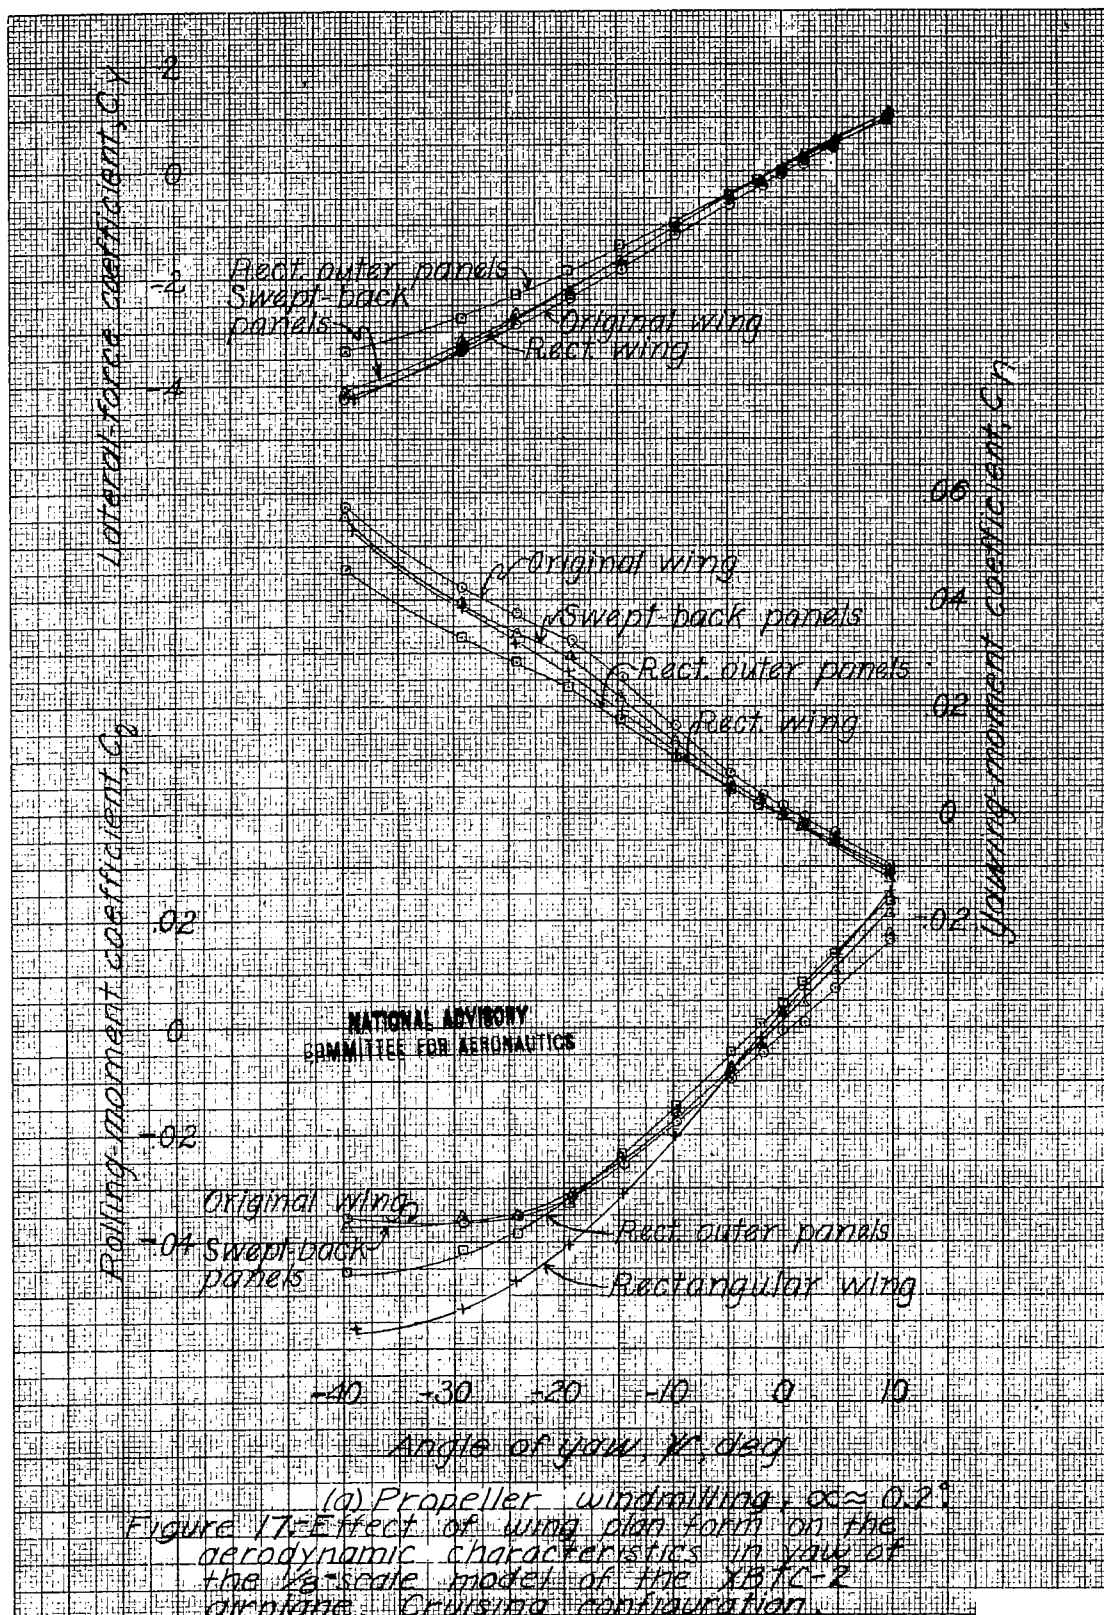 Lateral-force coefficient, Cy
.2
0
-.2
-.4
Rect. outer panels
Swept-back
panels
Original wing
Rect. wing
Yawing-moment coefficient, Cn
.06
.04
.02
0
-.02
Original wing
Swept-back panels
Rect. outer panels
Rect. wing
Rolling-moment coefficient, Cl
.02
0
-.02
-.04
NATIONAL ADVISORY
COMMITTEE FOR AERONAUTICS
Original wing
Swept-back
panels
Rect. outer panels
Rectangular wing
-40 -30 -20 -10 0 10
Angle of yaw, ψ, deg
(a) Propeller windmilling. α ≈ 0.2°.
Figure 17.-Effect of wing plan form on the
aerodynamic characteristics in yaw of
the 1/8-scale model of the XBTC-2
airplane. Cruising configuration.